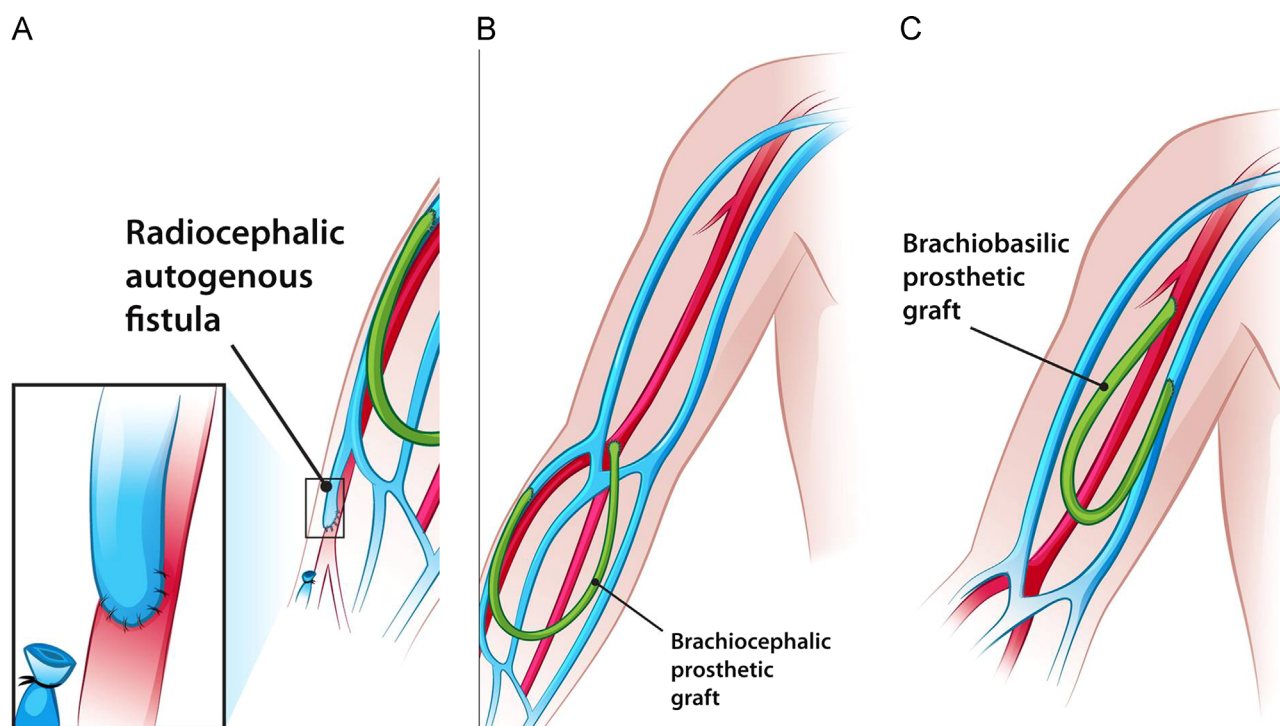 A
Radiocephalic
autogenous
fistula
B
Brachiocephalic
prosthetic
graft
C
Brachiobasilic
prosthetic
graft